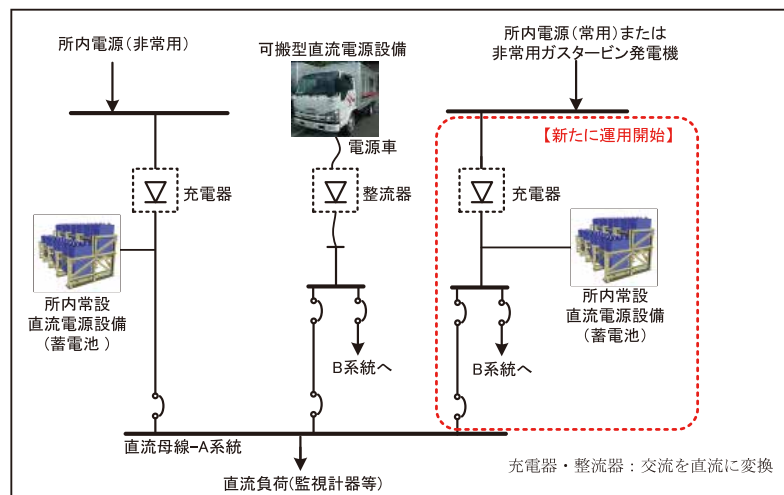 所内電源（非常用）
可搬型直流電源設備
所内電源（常用）または
非常用ガスタービン発電機
【新たに運用開始】
電源車
充電器
整流器
充電器
所内常設
直流電源設備
（蓄電池 ）
所内常設
直流電源設備
（蓄電池）
B系統へ
B系統へ
直流母線−A系統
直流負荷(監視計器等)
充電器・整流器：交流を直流に変換